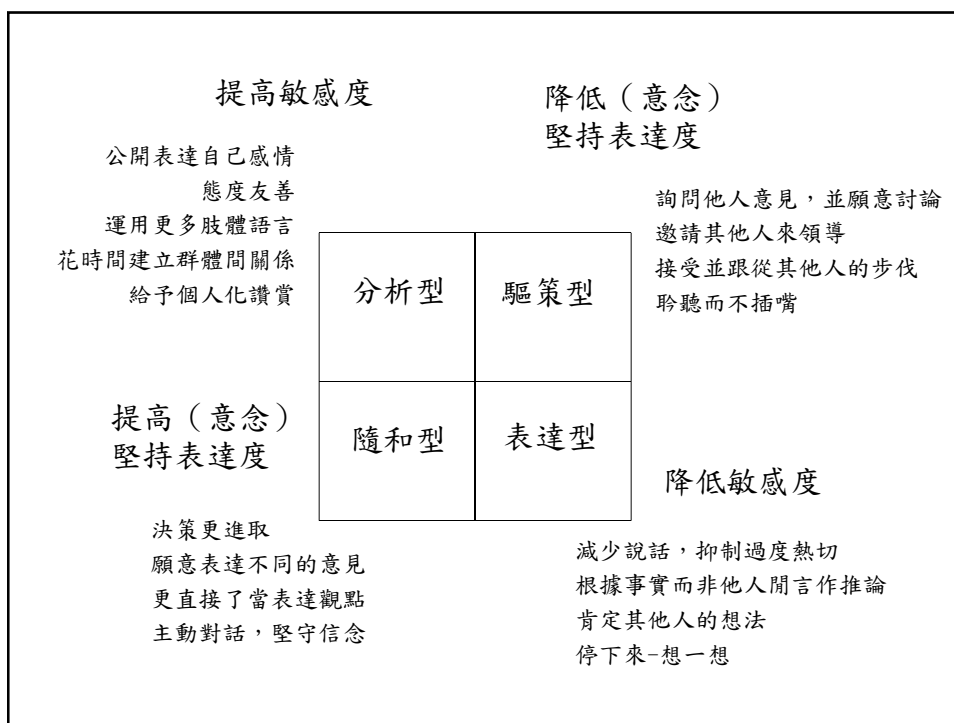 提高敏感度
公開表達自己感情
態度友善
運用更多肢體語言
花時間建立群體間關係
給予個人化讚賞
降低（意念）
堅持表達度
詢問他人意見，並願意討論
邀請其他人來領導
接受並跟從其他人的步伐
聆聽而不插嘴
分析型
驅策型
隨和型
表達型
提高（意念）
堅持表達度
決策更進取
願意表達不同的意見
更直接了當表達觀點
主動對話，堅守信念
降低敏感度
減少說話，抑制過度熱切
根據事實而非他人閒言作推論
肯定其他人的想法
停下來-想一想